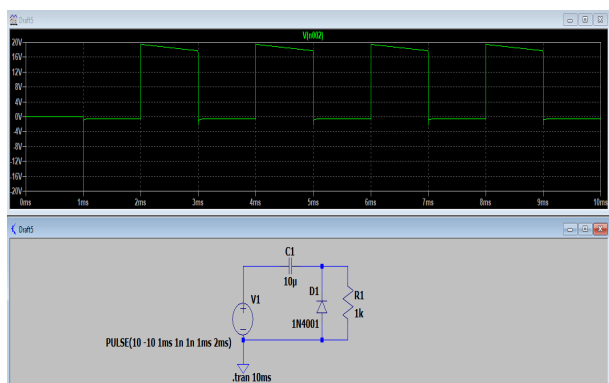 Draft5
V(n002)
20V
16V
12V
8V
4V
0V
-4V
-8V
-12V
-16V
-20V
0ms 1ms 2ms 3ms 4ms 5ms 6ms 7ms 8ms 9ms 10ms
Draft5
C1
10µ
V1
D1
R1
1N4001
1k
PULSE(10 -10 1ms 1n 1n 1ms 2ms)
.tran 10ms